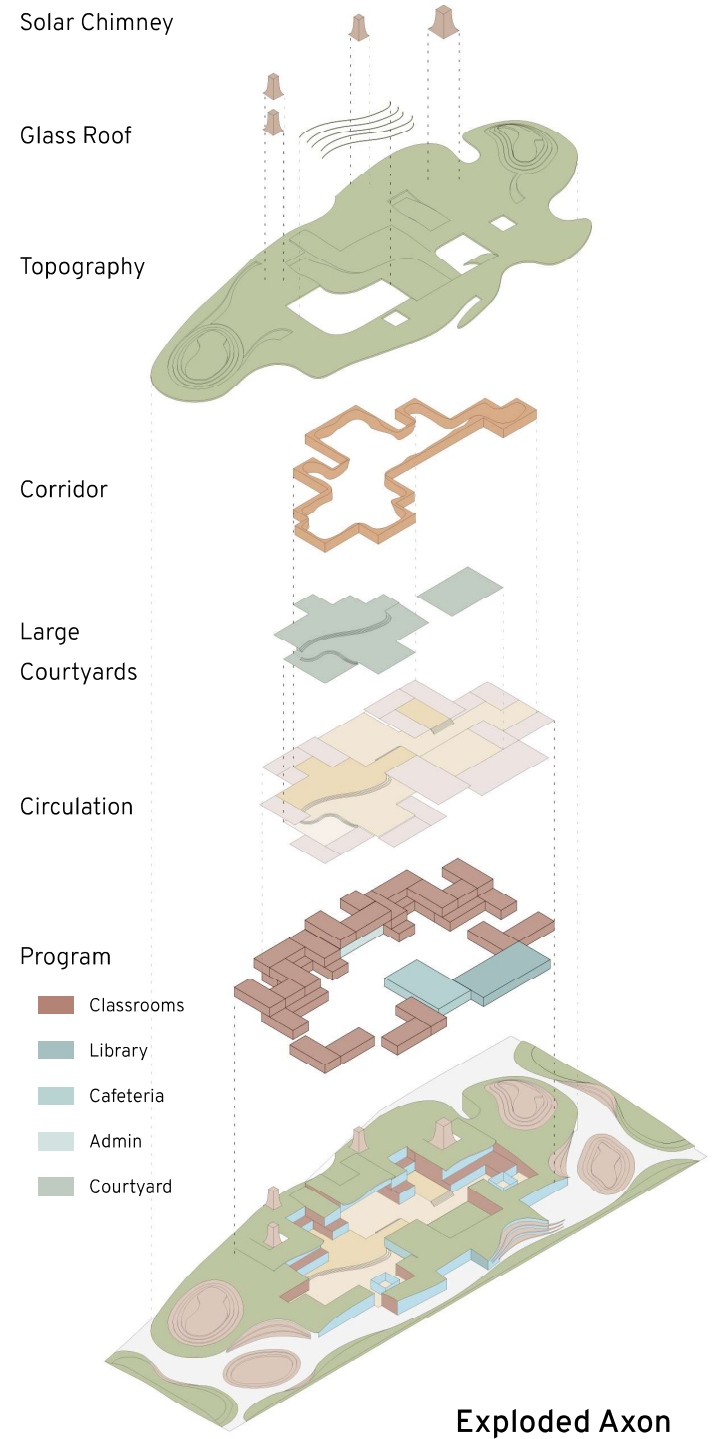 Solar Chimney
Glass Roof
Topography
Corridor
Large
Courtyards
Circulation
Program
Classrooms
Library
Cafeteria
Admin
Courtyard
Exploded Axon